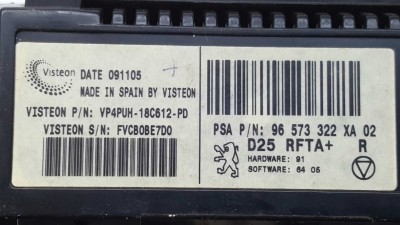 Visteon DATE 091105
MADE IN SPAIN BY VISTEON
VISTEON P/N: VP4PUH-18C612-PD
VISTEON S/N: FVC80BE7D0
PSA P/N: 96 573 322 XA 02
D25 RFTA+ R
HARDWARE: 91
SOFTWARE: 64 05